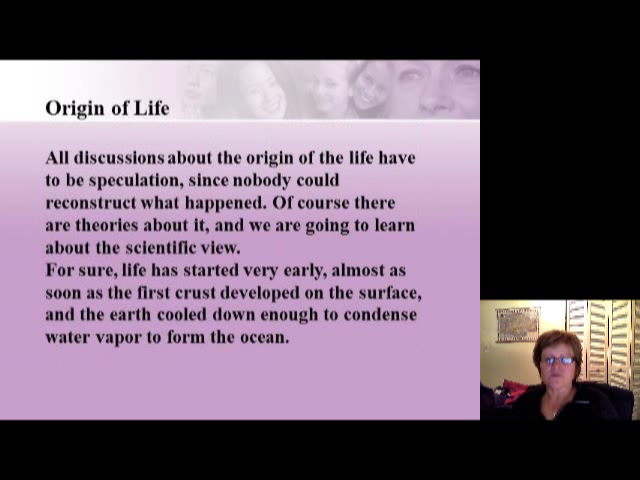 Origin of Life
All discussions about the origin of the life have
to be speculation, since nobody could
reconstruct what happened. Of course there
are theories about it, and we are going to learn
about the scientific view.
For sure, life has started very early, almost as
soon as the first crust developed on the surface,
and the earth cooled down enough to condense
water vapor to form the ocean.